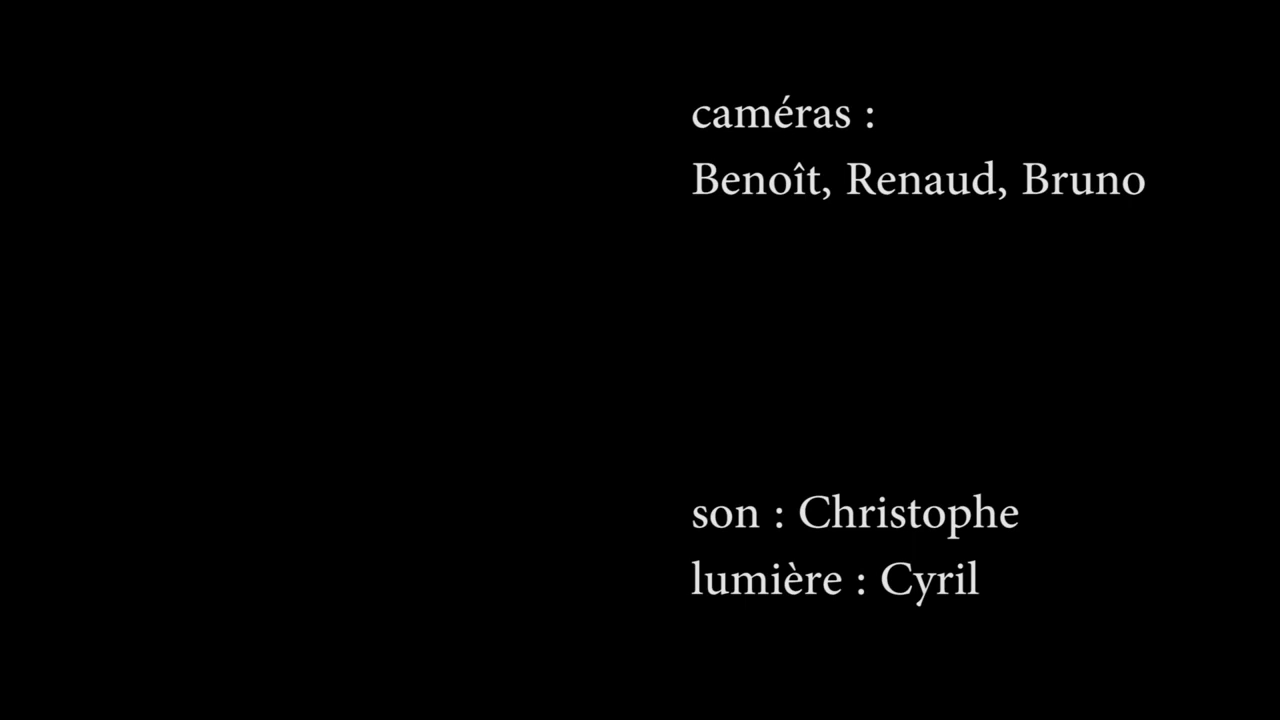 caméras :
Benoît, Renaud, Bruno
son : Christophe
lumière : Cyril